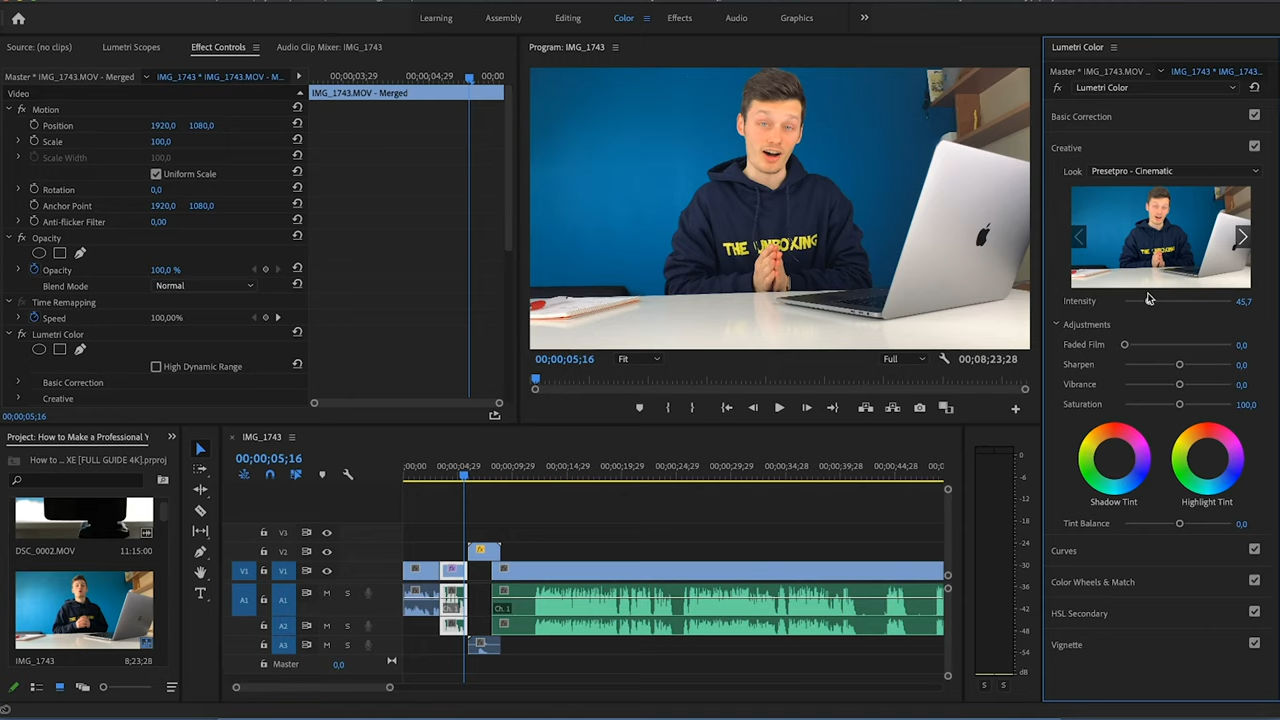 Learning Assembly Editing Color Effects Audio Graphics
Source: (no clips) Lumetri Scopes Effect Controls Audio Clip Mixer: IMG_1743
Master * IMG_1743.MOV - Merged IMG_1743 * IMG_1743.MOV - M...
;00;00;03;29 00;00;04;29 00;00
Video
IMG_1743.MOV - Merged
fx Motion
Position 1920,0 1080,0
Scale 100,0
Scale Width 100,0
Uniform Scale
Rotation 0,0
Anchor Point 1920,0 1080,0
Anti-flicker Filter 0,00
fx Opacity
Opacity 100,0 %
Blend Mode Normal
Time Remapping
Speed 100,00%
fx Lumetri Color
High Dynamic Range
Basic Correction
Creative
00;00;05;16
Program: IMG_1743
THE UNBOXING
00;00;05;16 Fit Full 00;08;23;28
Lumetri Color
Master * IMG_1743.MOV ... IMG_1743 * IMG_1743...
fx Lumetri Color
Basic Correction
Creative
Look Presetpro - Cinematic
Intensity 45,7
Adjustments
Faded Film 0,0
Sharpen 0,0
Vibrance 0,0
Saturation 100,0
Shadow Tint Highlight Tint
Tint Balance 0,0
Curves
Color Wheels & Match
HSL Secondary
Vignette
Project: How to Make a Professional Y
How to ... XE [FULL GUIDE 4K].prproj
DSC_0002.MOV 11:15:00
IMG_1743 8;23;28
IMG_1743
00;00;05;16
;00;00 00;00;04;29 00;00;09;29 00;00;14;29 00;00;19;29 00;00;24;29 00;00;29;29 00;00;34;28 00;00;39;28 00;00;44;28 00;0
V3
V2
V1 V1
A1 A1 M S
Ch. 1 Ch. 1
A2 M S
A3 M S
Master 0,0
0
-6
-12
-18
-24
-30
-36
-42
-48
-54
dB
S S